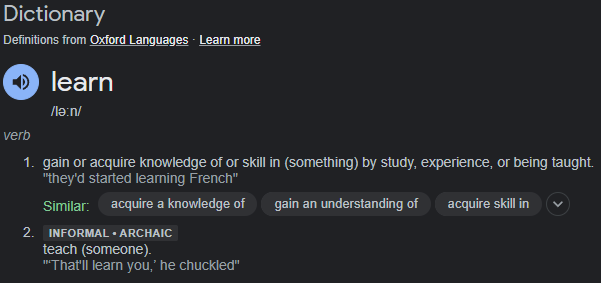 Dictionary
Definitions from Oxford Languages · Learn more
learn
/ləːn/
verb
1. gain or acquire knowledge of or skill in (something) by study, experience, or being taught.
"they'd started learning French"
Similar: acquire a knowledge of gain an understanding of acquire skill in
2. INFORMAL • ARCHAIC
teach (someone).
"‘That'll learn you,’ he chuckled"